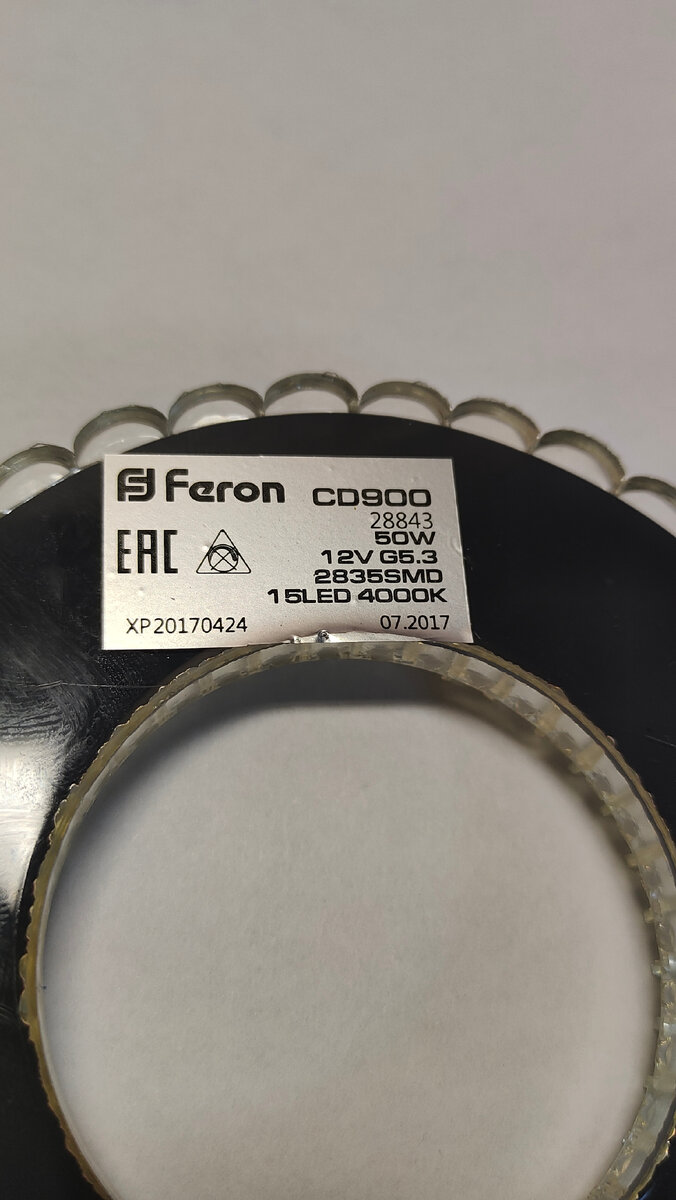 Feron CD900
28843
EAC 50W
12V G5.3
2835SMD
15LED 4000K
XP20170424 07.2017